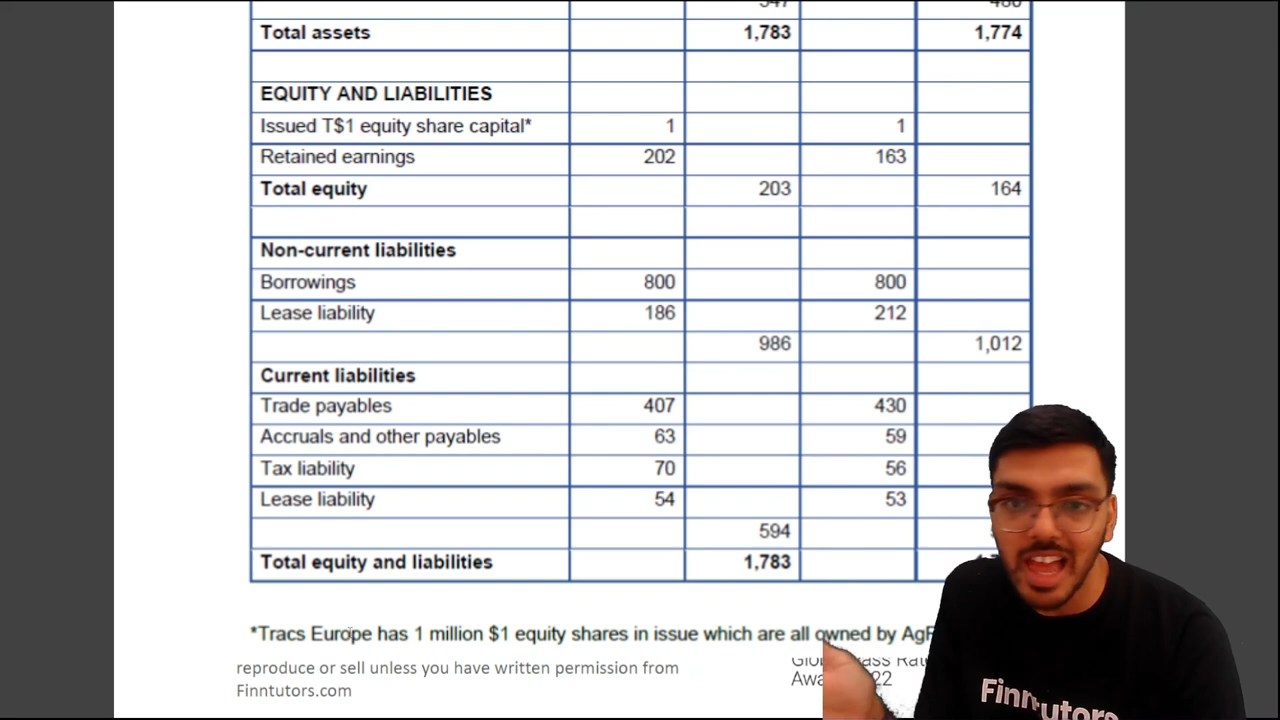 Total assets 1,783 1,774
EQUITY AND LIABILITIES
Issued T$1 equity share capital* 1 1
Retained earnings 202 163
Total equity 203 164
Non-current liabilities
Borrowings 800 800
Lease liability 186 212
986 1,012
Current liabilities
Trade payables 407 430
Accruals and other payables 63 59
Tax liability 70 56
Lease liability 54 53
594
Total equity and liabilities 1,783
*Tracs Europe has 1 million $1 equity shares in issue which are all owned by
reproduce or sell unless you have written permission from
Finntutors.com
Finntutors